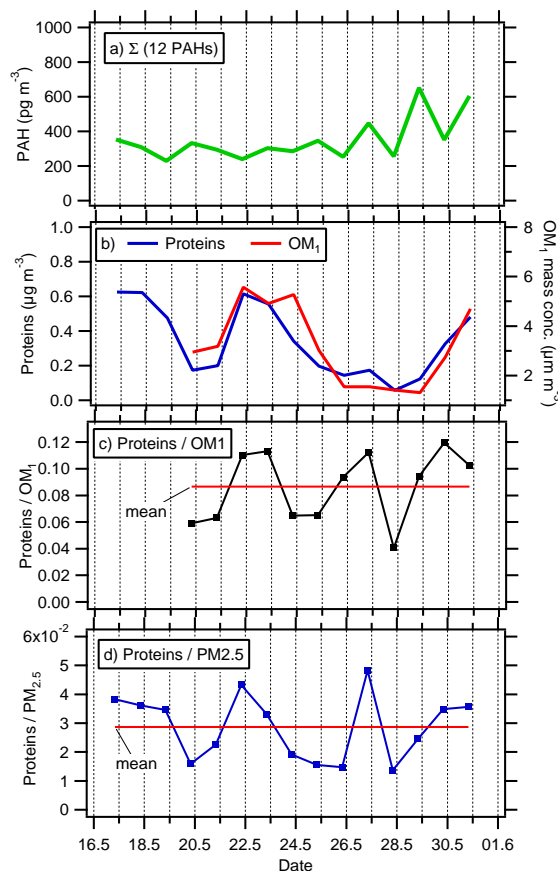 1000
800
600
400
200
0
PAH (pg m-3)
a) Σ (12 PAHs)
1.0
0.8
0.6
0.4
0.2
0.0
Proteins (µg m-3)
b) Proteins OM1
8
6
4
2
OM1 mass conc. (µm m-3)
0.12
0.10
0.08
0.06
0.04
0.02
0.00
Proteins / OM1
c) Proteins / OM1
mean
6x10-2
5
4
3
2
1
0
Proteins / PM2.5
d) Proteins / PM2.5
mean
16.5 18.5 20.5 22.5 24.5 26.5 28.5 30.5 01.6
Date